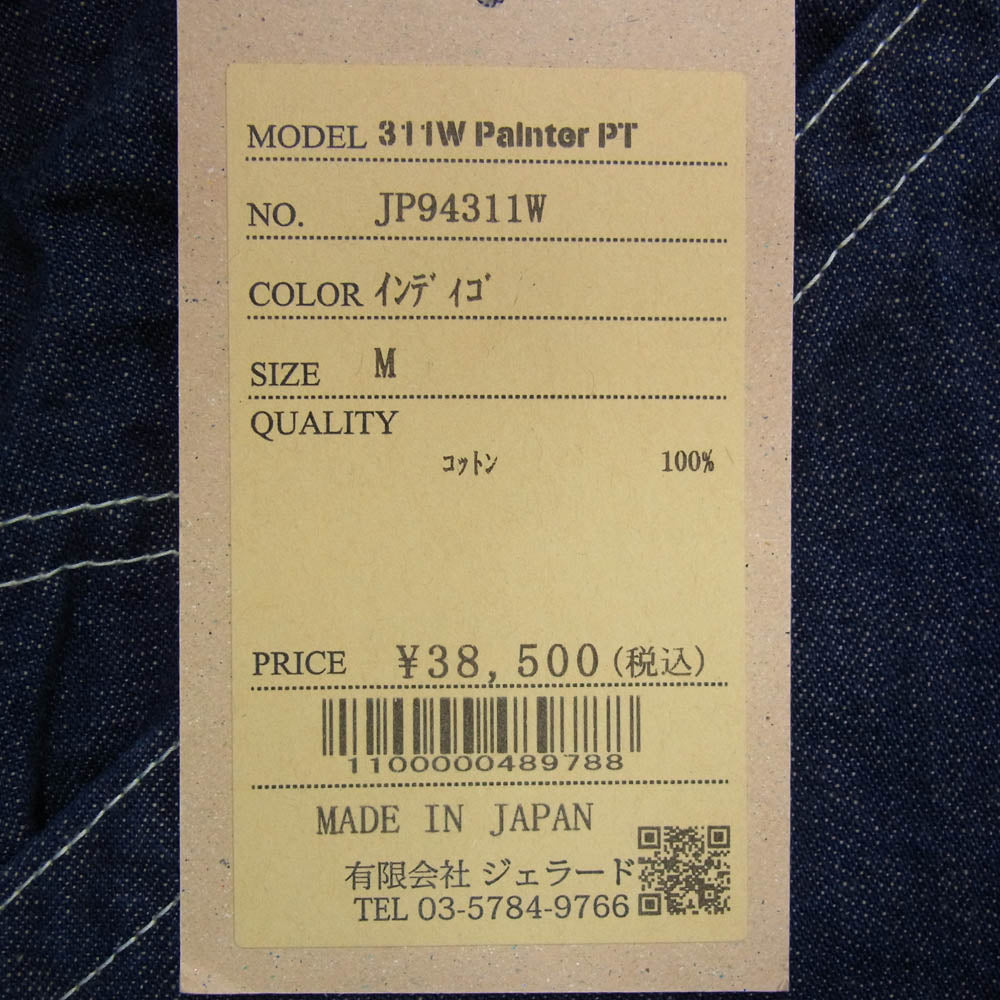 MODEL 311W Painter PT
NO. JP94311W
COLOR ｲﾝﾃﾞｨｺﾞ
SIZE M
QUALITY
ｺｯﾄﾝ 100%
PRICE ¥38,500(税込)
1100000489788
MADE IN JAPAN
有限会社 ジェラード
TEL 03-5784-9766